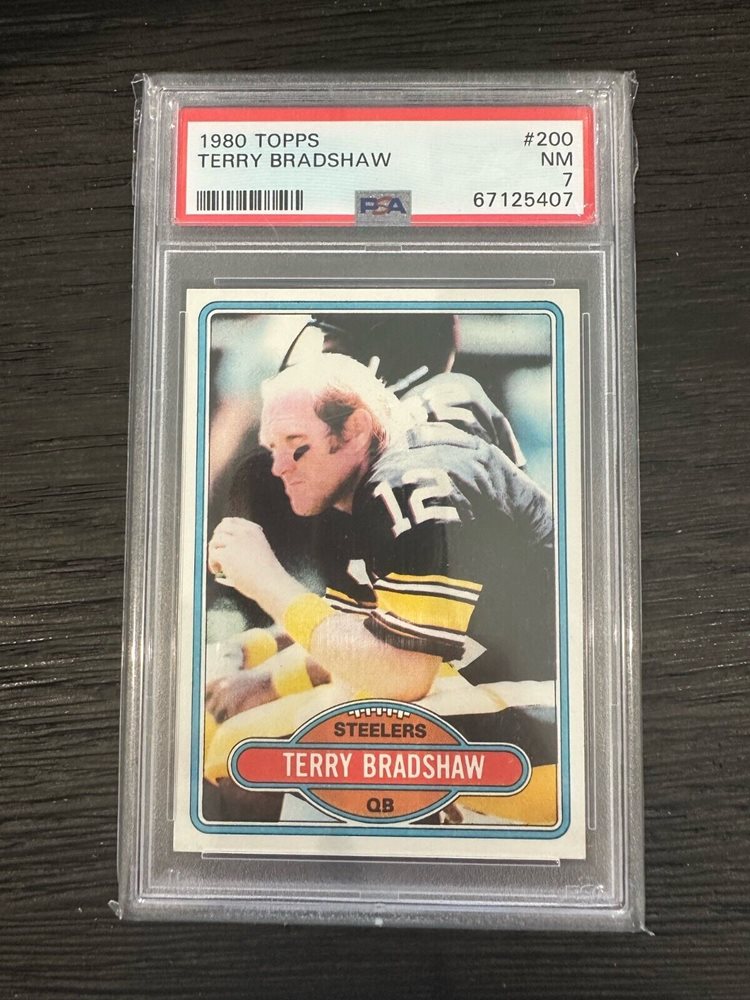 1980 TOPPS #200
TERRY BRADSHAW NM
7
PSA 67125407
12
STEELERS
TERRY BRADSHAW
QB